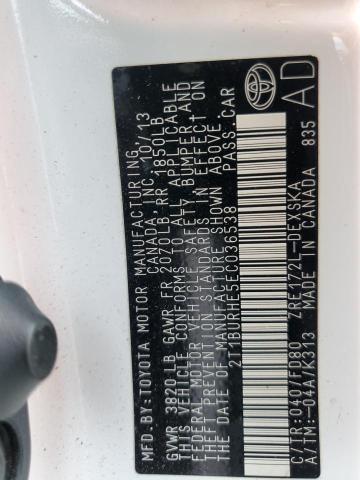 MFD.BY:TOYOTA MOTOR MANUFACTURING
CANADA, INC. 10/13
GVWR 3820LB GAWR FR 2070LB RR 1850LB
THIS VEHICLE CONFORMS TO ALL APPLICABLE
FEDERAL MOTOR VEHICLE SAFETY, BUMPER, AND
THEFT PREVENTION STANDARDS IN EFFECT ON
THE DATE OF MANUFACTURE SHOWN ABOVE.
2T1BURHE5EC036538 PASS.CAR
C/TR:040/FD80 ZRE172L-DEXSKA
A/TM:-04A/K313 MADE IN CANADA 835
AD